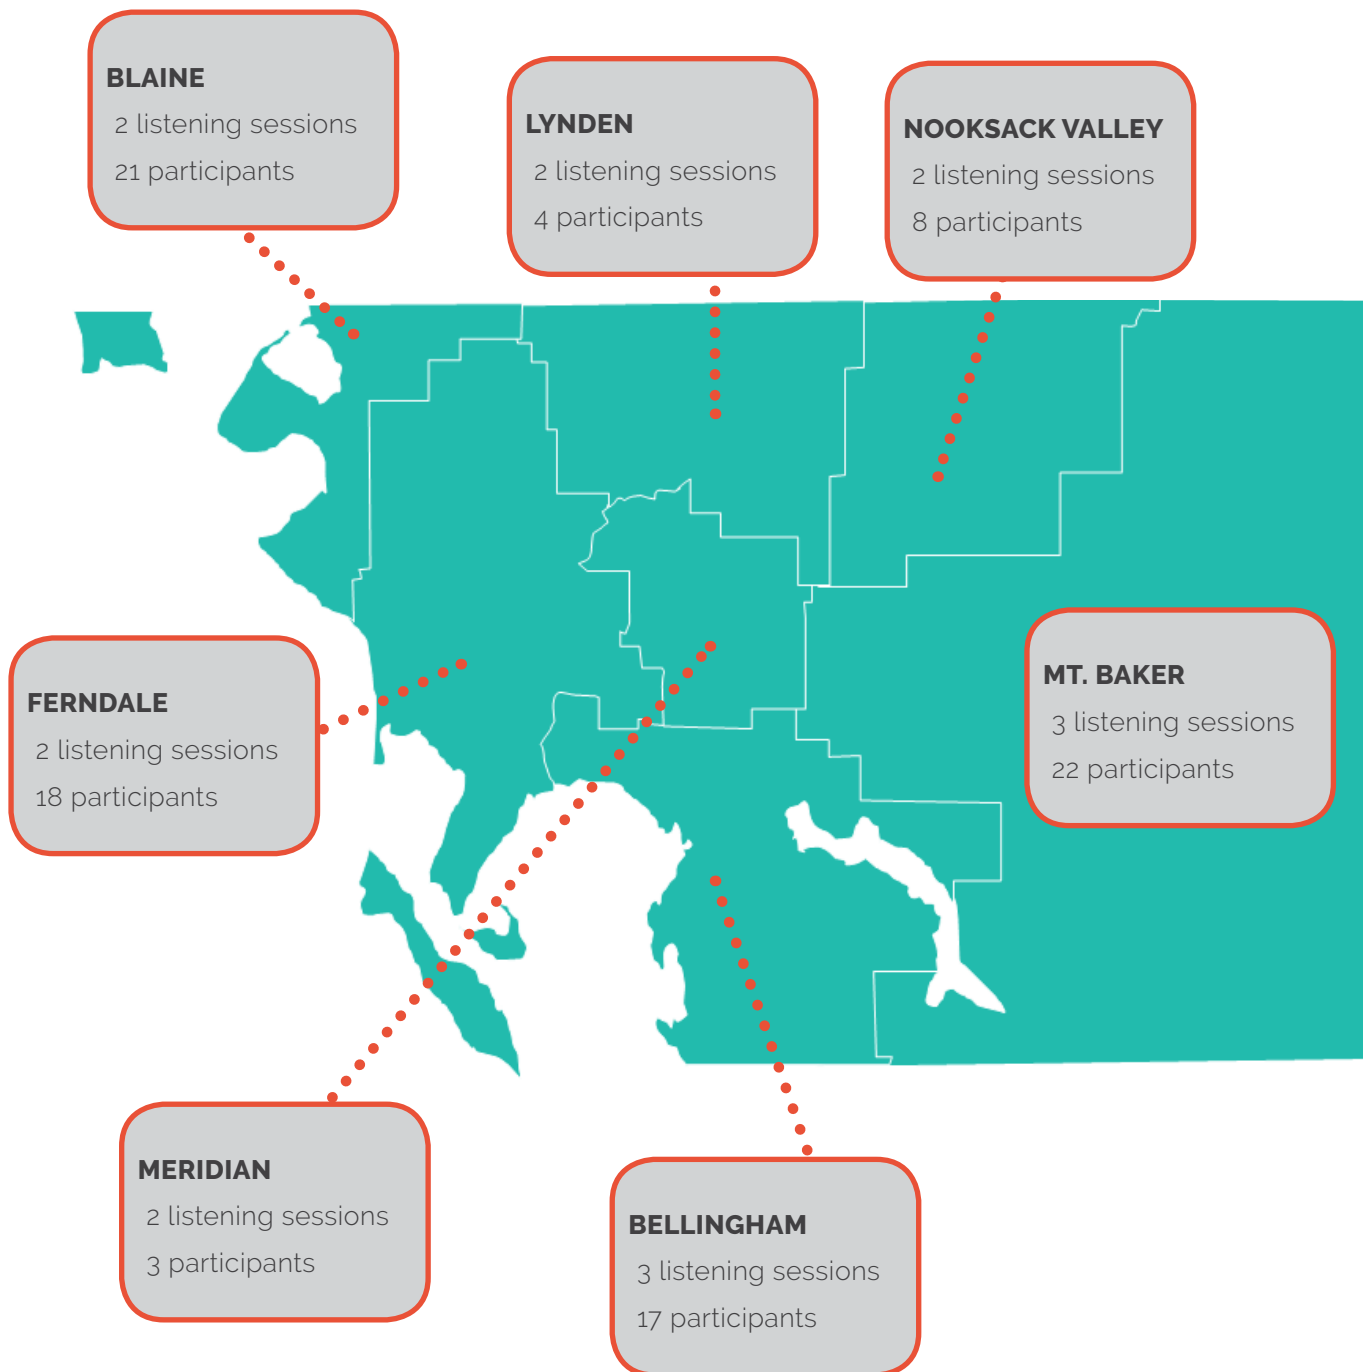 BLAINE
2 listening sessions
21 participants
LYNDEN
2 listening sessions
4 participants
NOOKSACK VALLEY
2 listening sessions
8 participants
FERNDALE
2 listening sessions
18 participants
MT. BAKER
3 listening sessions
22 participants
MERIDIAN
2 listening sessions
3 participants
BELLINGHAM
3 listening sessions
17 participants